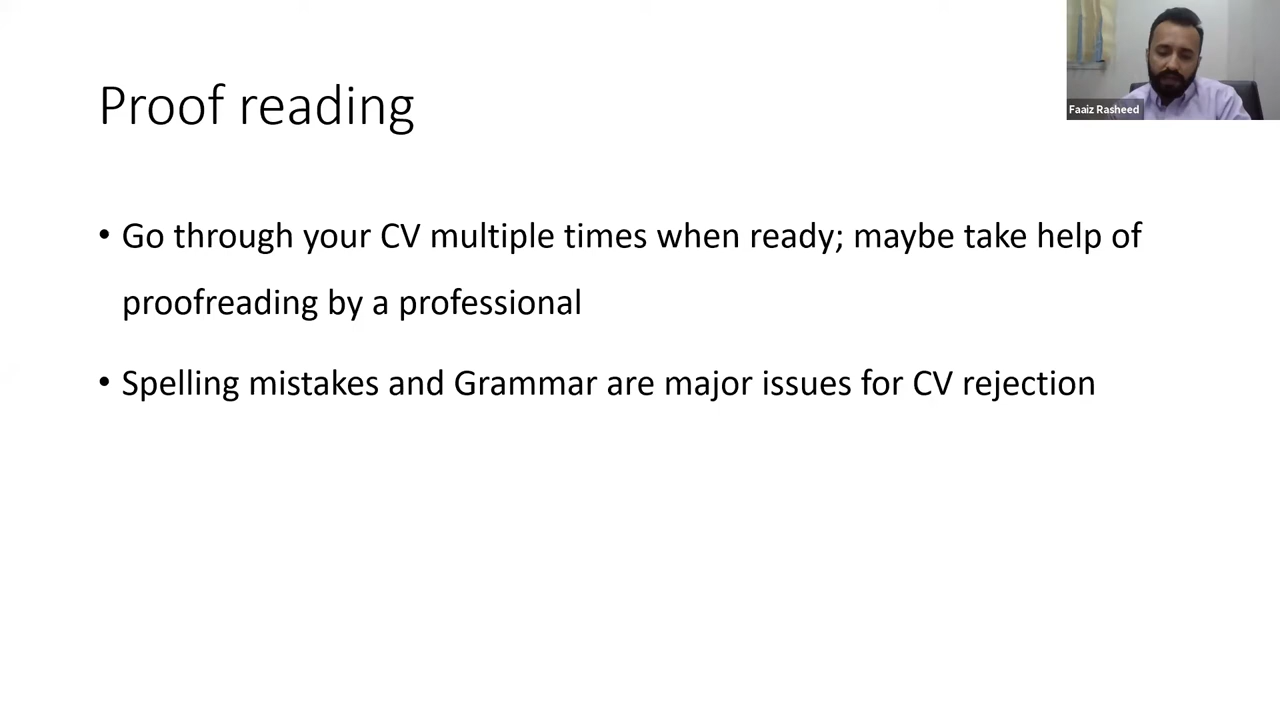 Proof reading
Faaiz Rasheed
• Go through your CV multiple times when ready; maybe take help of
proofreading by a professional
• Spelling mistakes and Grammar are major issues for CV rejection